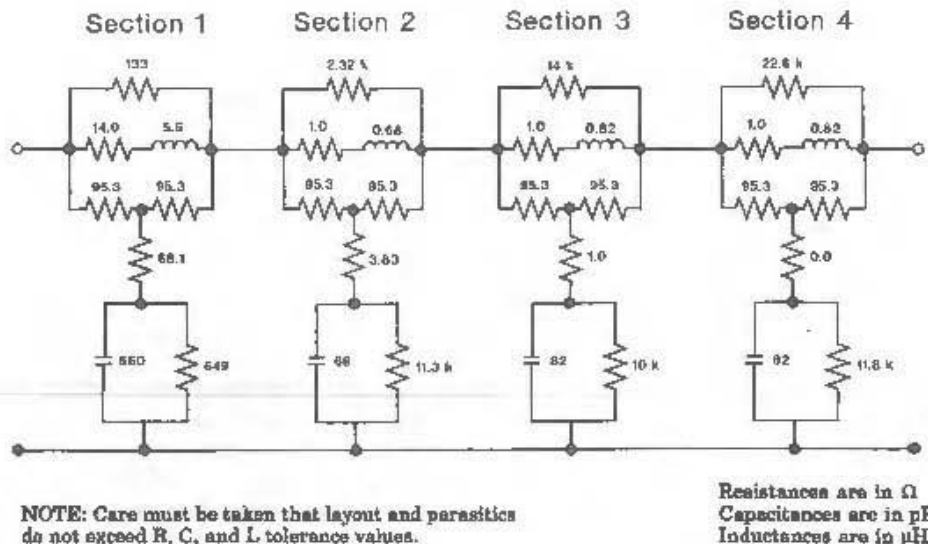 Section 1 Section 2 Section 3 Section 4
133 2.32 k 14 k 22.6 k
14.0 5.6 1.0 0.68 1.0 0.82 1.0 0.82
95.3 95.3 95.3 95.3 95.3 95.3 95.3
68.1 3.83 1.0 0.0
649 11.3 k 82 10 k 82 11.8 k
NOTE: Care must be taken that layout and parasitics
do not exceed R, C, and L tolerance values.
Resistances are in Ω
Capacitances are in pF
Inductances are in μH